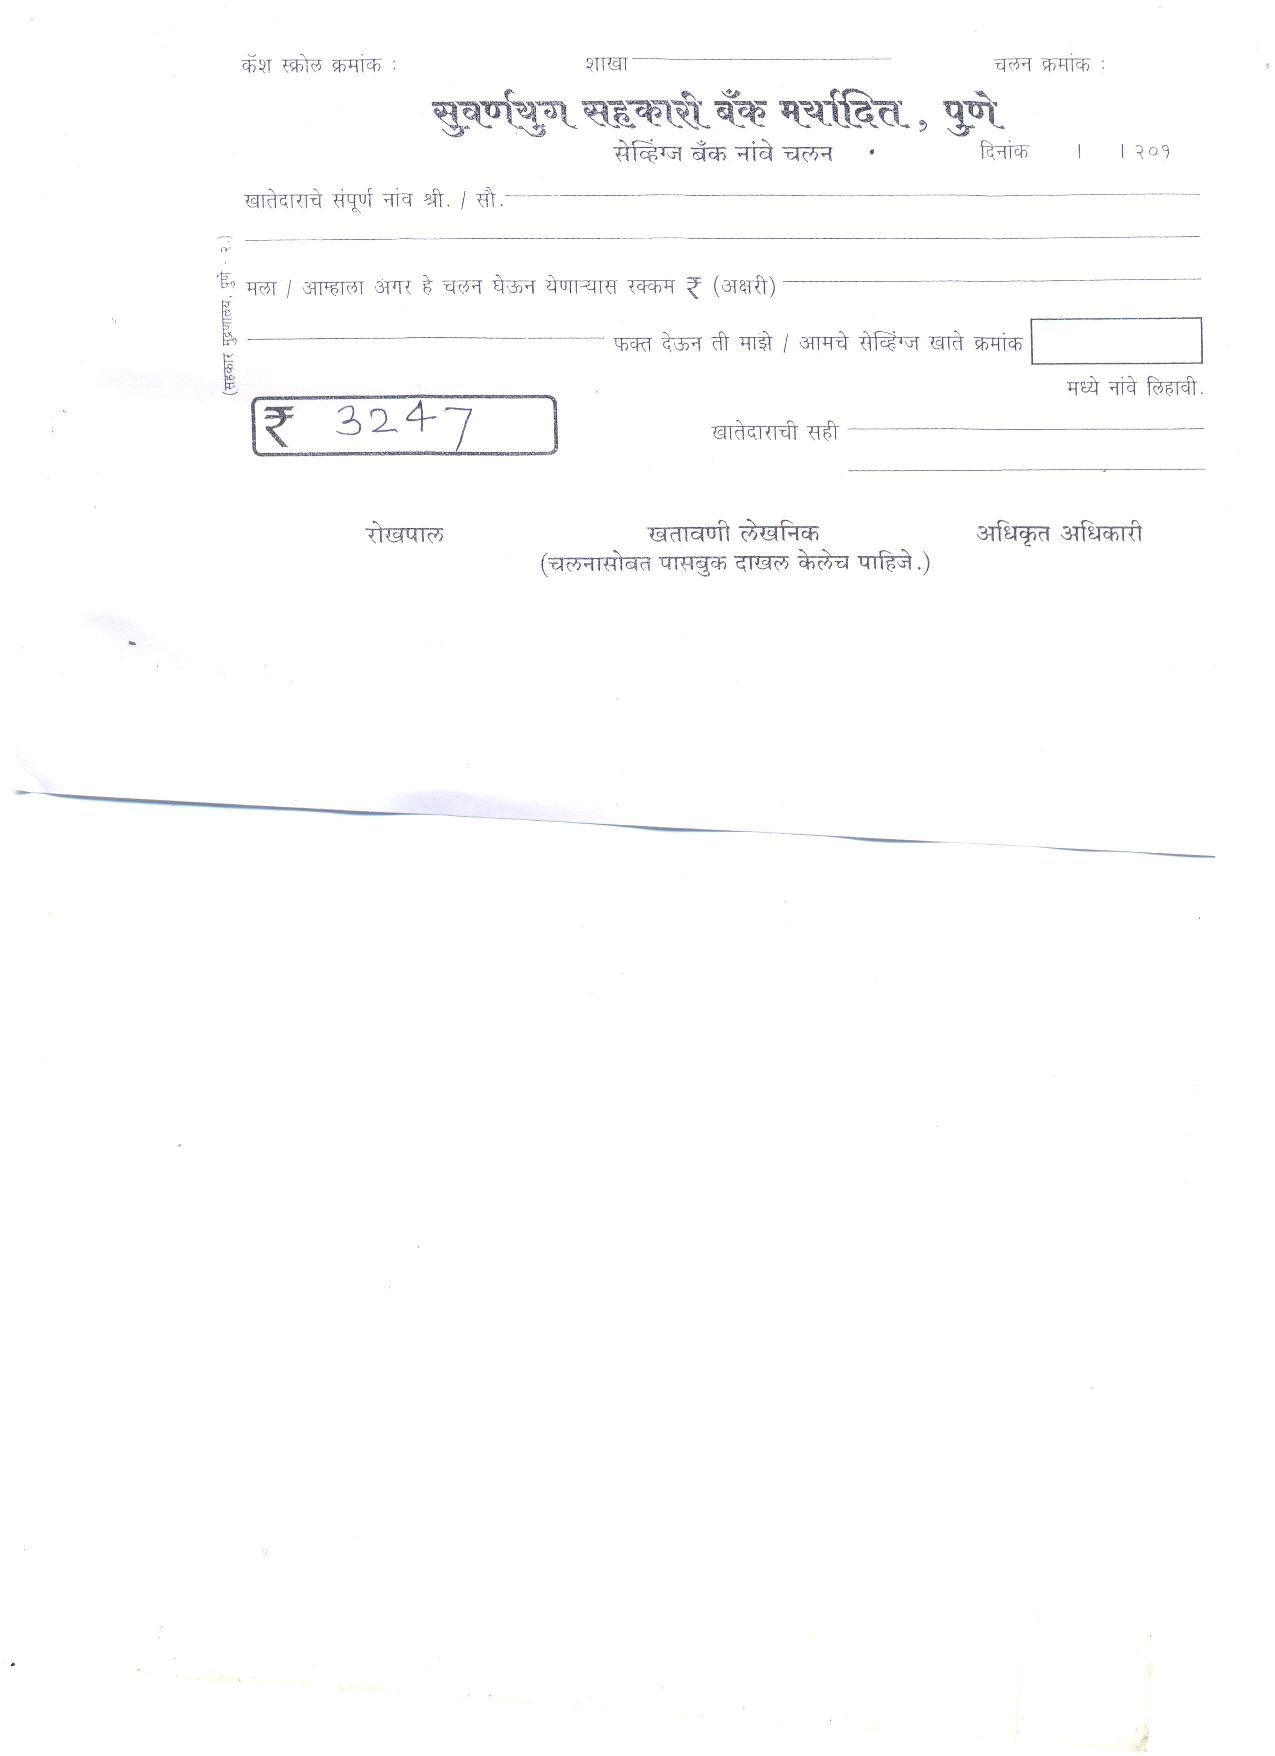 कॅश स्क्रोल क्रमांक : शाखा चलन क्रमांक :
सुवर्णयुग सहकारी बँक मर्यादित, पुणे
सेव्हिंग्ज बँक नांवे चलन दिनांक । । २०१
खातेदाराचे संपूर्ण नांव श्री. / सौ.
(सहकार मुद्रणालय, पुणे - २.)
मला / आम्हाला अगर हे चलन घेऊन येणाऱ्यास रक्कम ₹ (अक्षरी)
फक्त देऊन ती माझे / आमचे सेव्हिंग्ज खाते क्रमांक
मध्ये नांवे लिहावी.
₹ 3247
खातेदाराची सही
रोखपाल खतावणी लेखनिक अधिकृत अधिकारी
(चलनासोबत पासबुक दाखल केलेच पाहिजे.)